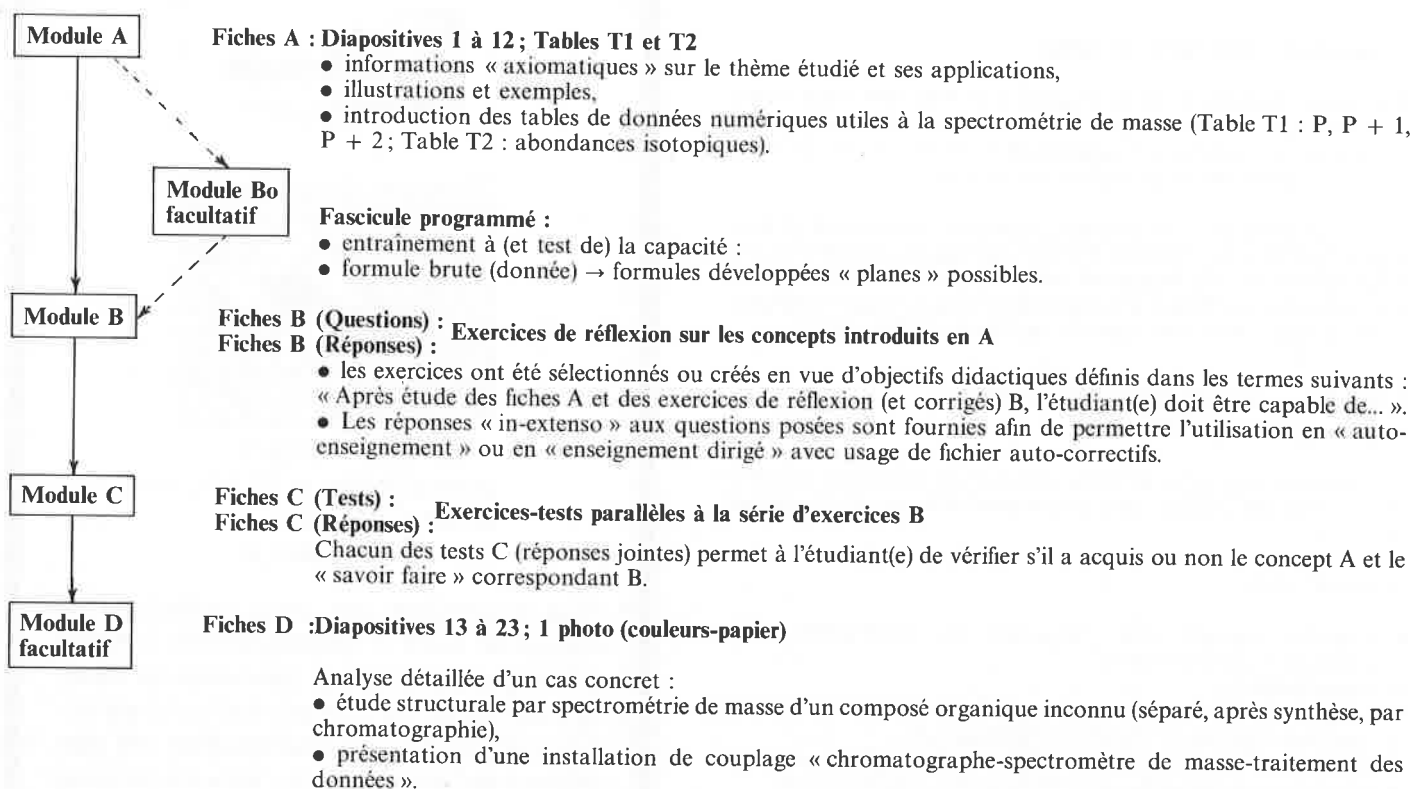 Module A
Fiches A : Diapositives 1 à 12 ; Tables T1 et T2
• informations « axiomatiques » sur le thème étudié et ses applications,
• illustrations et exemples,
• introduction des tables de données numériques utiles à la spectrométrie de masse (Table T1 : P, P + 1,
P + 2 ; Table T2 : abondances isotopiques).
Module Bo
facultatif
Fascicule programmé :
• entraînement à (et test de) la capacité :
• formule brute (donnée) → formules développées « planes » possibles.
Module B
Fiches B (Questions) :
Fiches B (Réponses) :
Exercices de réflexion sur les concepts introduits en A
• les exercices ont été sélectionnés ou créés en vue d'objectifs didactiques définis dans les termes suivants :
« Après étude des fiches A et des exercices de réflexion (et corrigés) B, l'étudiant(e) doit être capable de... ».
• Les réponses « in-extenso » aux questions posées sont fournies afin de permettre l'utilisation en « auto-
enseignement » ou en « enseignement dirigé » avec usage de fichier auto-correctifs.
Module C
Fiches C (Tests) :
Fiches C (Réponses) :
Exercices-tests parallèles à la série d'exercices B
Chacun des tests C (réponses jointes) permet à l'étudiant(e) de vérifier s'il a acquis ou non le concept A et le
« savoir faire » correspondant B.
Module D
facultatif
Fiches D :Diapositives 13 à 23 ; 1 photo (couleurs-papier)
Analyse détaillée d'un cas concret :
• étude structurale par spectrométrie de masse d'un composé organique inconnu (séparé, après synthèse, par
chromatographie),
• présentation d'une installation de couplage « chromatographe-spectromètre de masse-traitement des
données ».